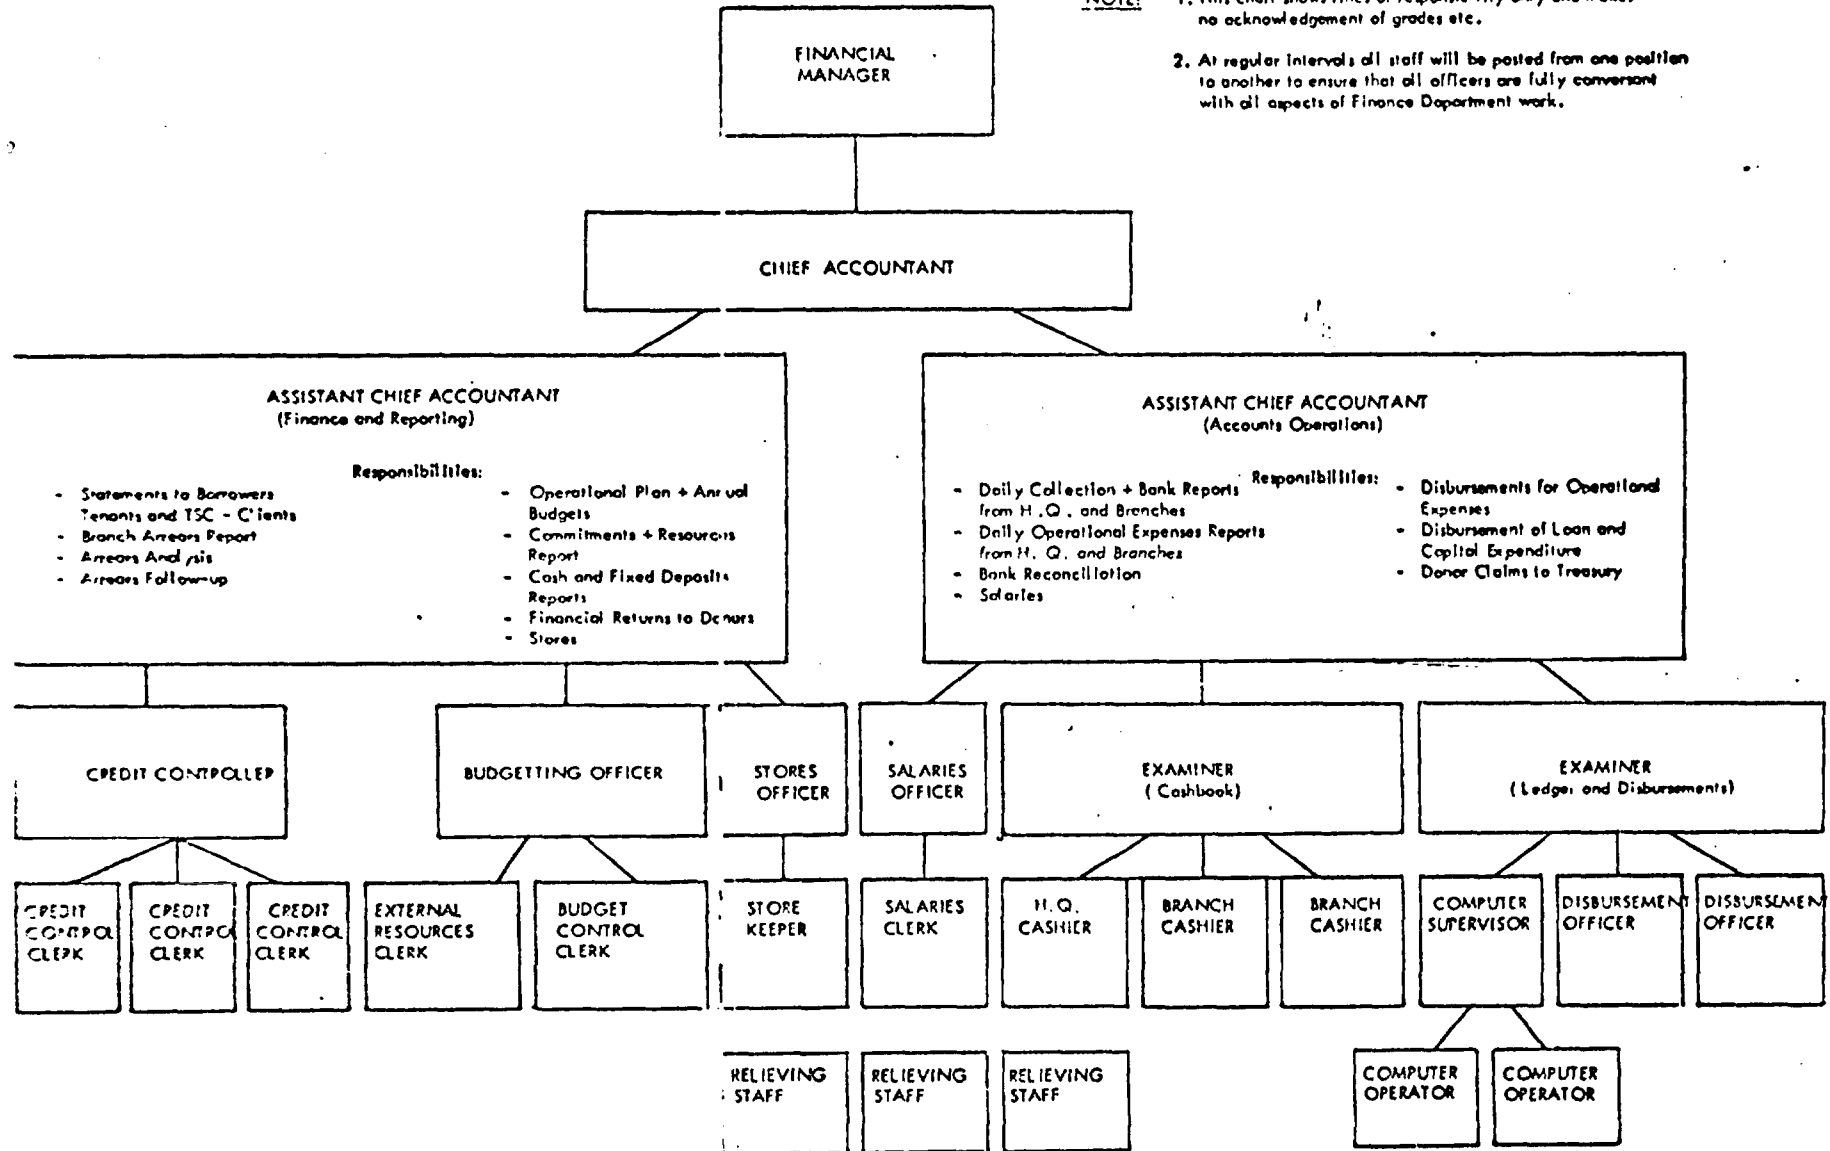 NOTE:
no acknowledgement of grades etc.
2. At regular intervals all staff will be posted from one position
to another to ensure that all officers are fully conversant
with all aspects of Finance Department work.
FINANCIAL
MANAGER
CHIEF ACCOUNTANT
ASSISTANT CHIEF ACCOUNTANT
(Finance and Reporting)
Responsibilities:
- Statements to Borrowers
Tenants and TSC - Clients
- Branch Arrears Report
- Arrears Analysis
- Arrears Follow-up
- Operational Plan + Annual
Budgets
- Commitments + Resources
Report
- Cash and Fixed Deposits
Reports
- Financial Returns to Donors
- Stores
ASSISTANT CHIEF ACCOUNTANT
(Accounts Operations)
Responsibilities:
- Daily Collection + Bank Reports
from H.Q. and Branches
- Daily Operational Expenses Reports
from H. Q. and Branches
- Bank Reconciliation
- Salaries
- Disbursements for Operational
Expenses
- Disbursement of Loan and
Capital Expenditure
- Donor Claims to Treasury
CREDIT CONTROLLER
BUDGETTING OFFICER
STORES
OFFICER
SALARIES
OFFICER
EXAMINER
( Cashbook)
EXAMINER
( Ledger and Disbursements)
CREDIT
CONTROL
CLERK
CREDIT
CONTROL
CLERK
CREDIT
CONTROL
CLERK
EXTERNAL
RESOURCES
CLERK
BUDGET
CONTROL
CLERK
STORE
KEEPER
SALARIES
CLERK
H.Q.
CASHIER
BRANCH
CASHIER
BRANCH
CASHIER
COMPUTER
SUPERVISOR
DISBURSEMENT
OFFICER
DISBURSEMENT
OFFICER
RELIEVING
STAFF
RELIEVING
STAFF
RELIEVING
STAFF
COMPUTER
OPERATOR
COMPUTER
OPERATOR